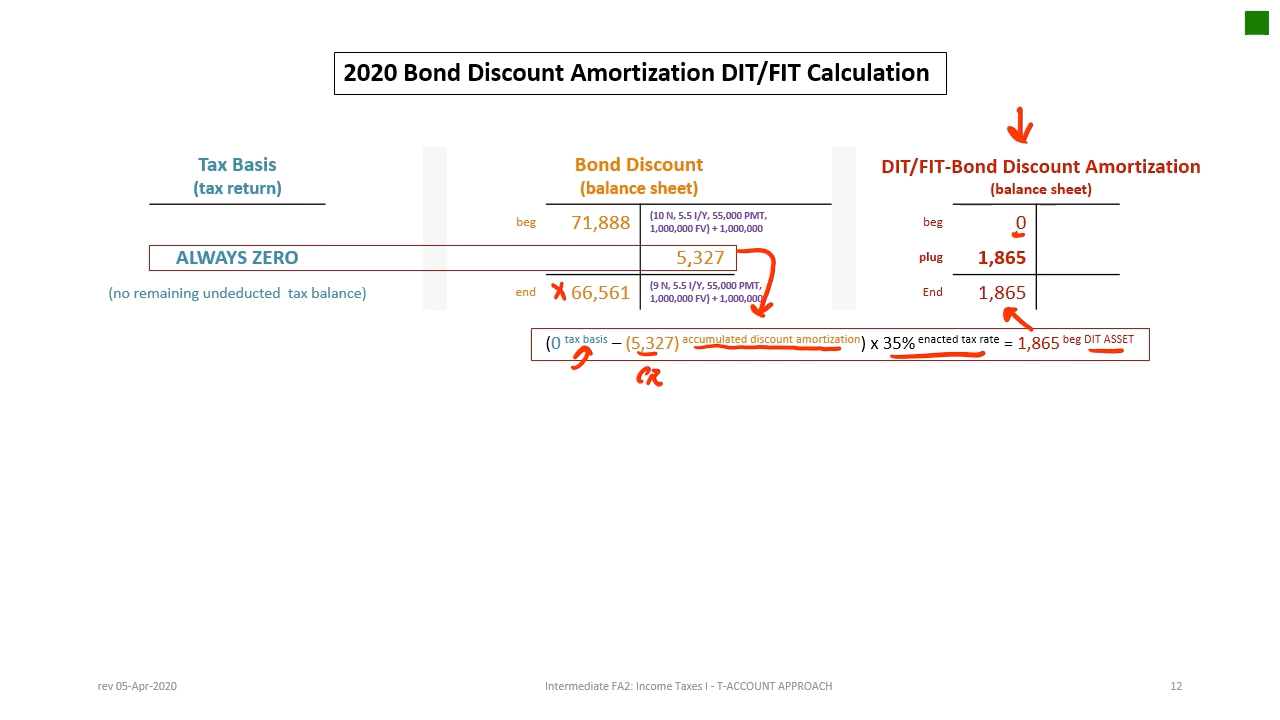 2020 Bond Discount Amortization DIT/FIT Calculation
Tax Basis
(tax return)
ALWAYS ZERO
(no remaining undeducted tax balance)
Bond Discount
(balance sheet)
beg 71,888 (10 N, 5.5 I/Y, 55,000 PMT,
1,000,000 FV) + 1,000,000
5,327
end x 66,561 (9 N, 5.5 I/Y, 55,000 PMT,
1,000,000 FV) + 1,000,000
DIT/FIT-Bond Discount Amortization
(balance sheet)
beg 0
plug 1,865
End 1,865
(0 tax basis – (5,327) accumulated discount amortization) x 35% enacted tax rate = 1,865 beg DIT ASSET
CR
rev 05-Apr-2020 Intermediate FA2: Income Taxes I - T-ACCOUNT APPROACH 12